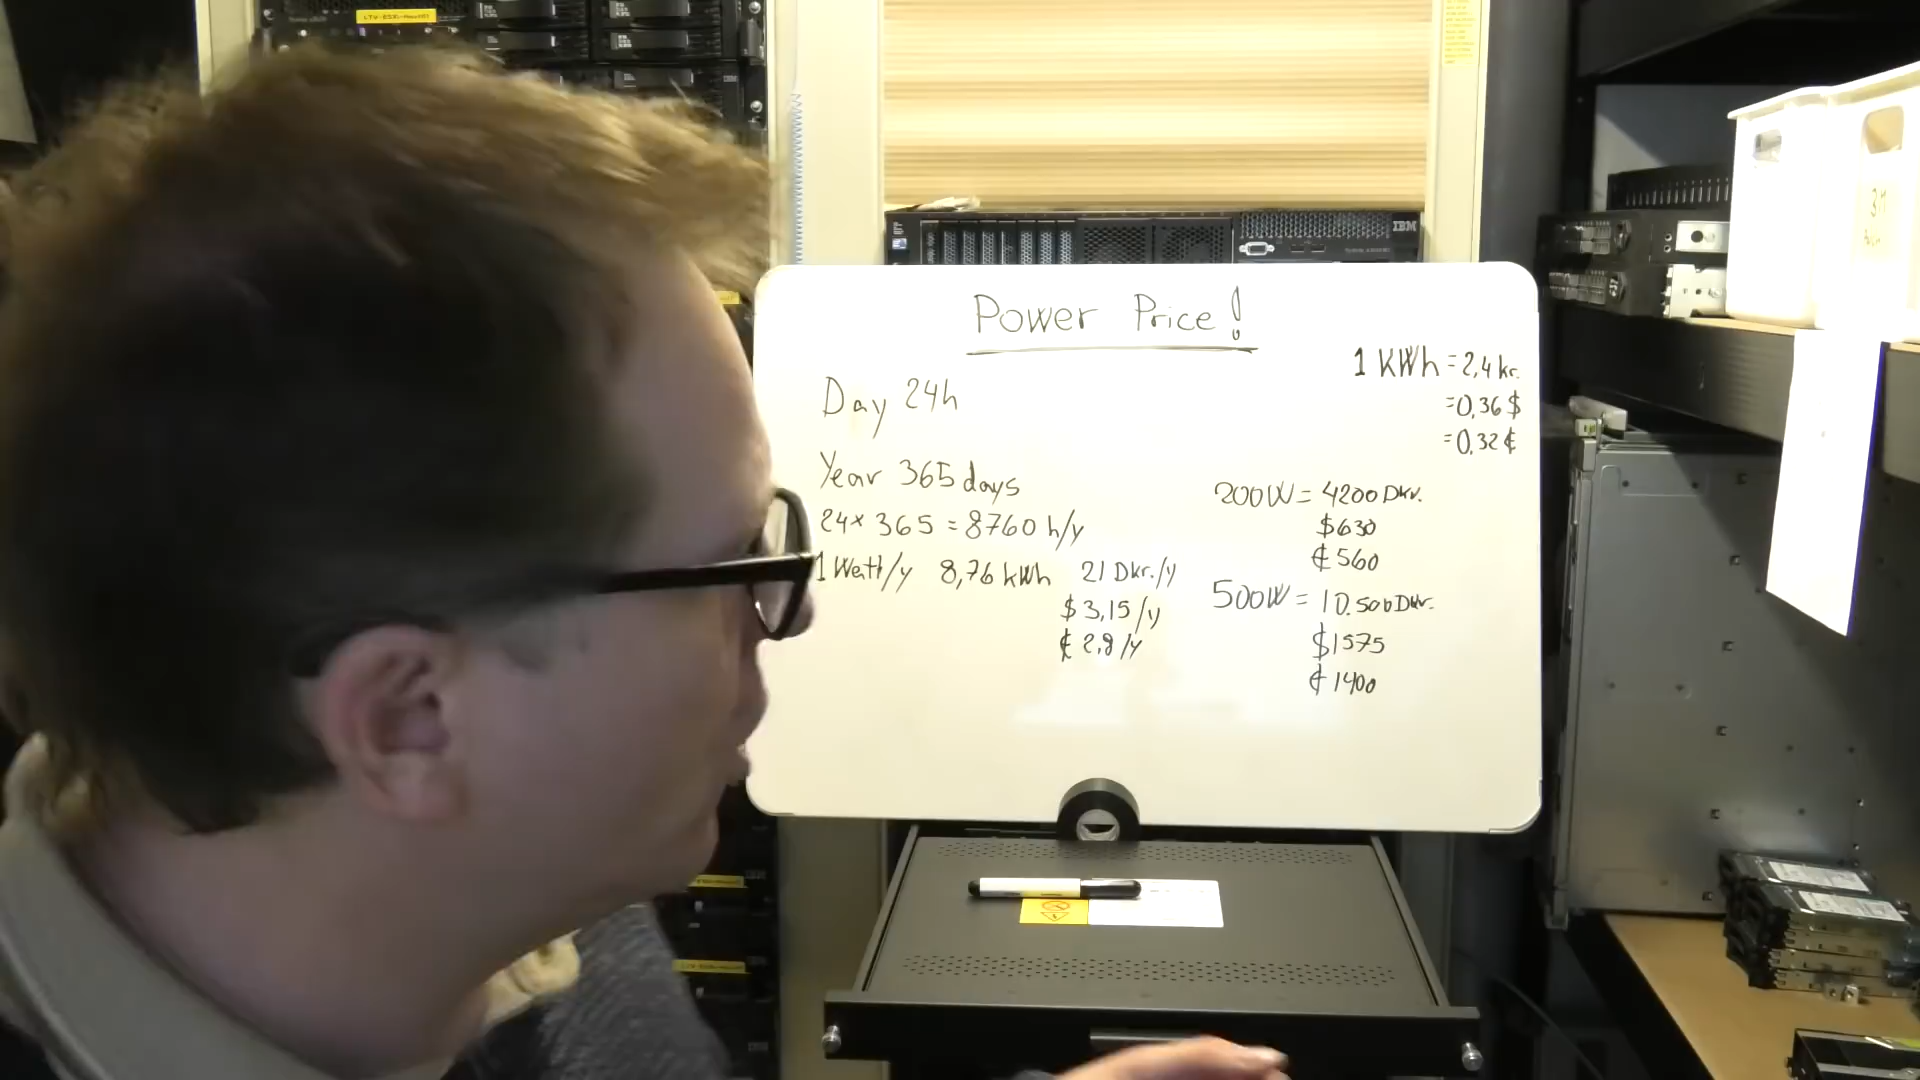 Power Price!
Day 24h
Year 365 days
24x 365 = 8760 h/y
1 Watt/y 8,76 kWh 21 Dkr./y
$ 3,15/y
¢ 2,8/y
1 KWh = 2,4 kr.
=0,36 $
=0,32 ¢
200W = 4200 Dkr.
$630
¢ 560
500W = 10.500 Dkr.
$1575
¢ 1400
IBM